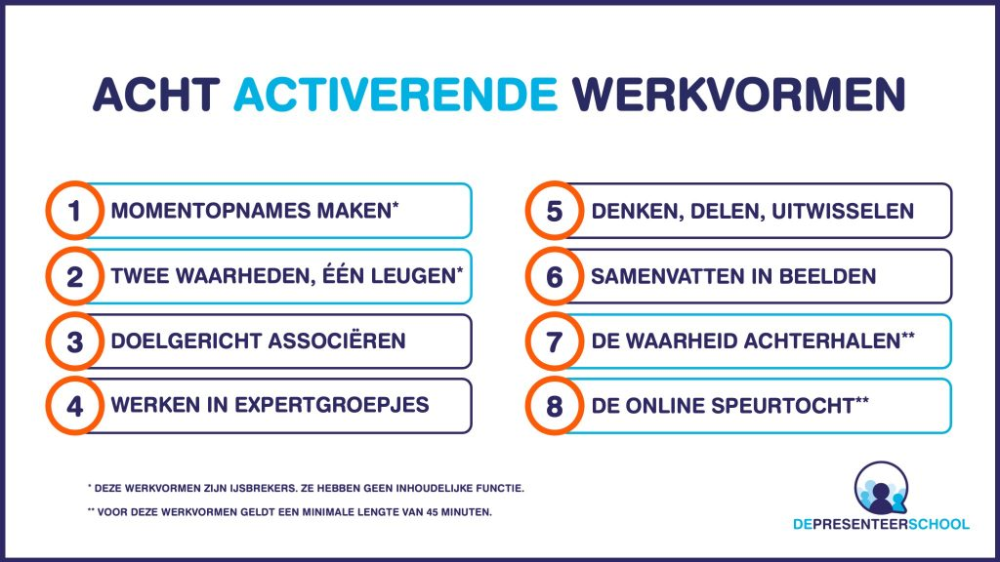 ACHT ACTIVERENDE WERKVORMEN
1 MOMENTOPNAMES MAKEN*
2 TWEE WAARHEDEN, ÉÉN LEUGEN*
3 DOELGERICHT ASSOCIËREN
4 WERKEN IN EXPERTGROEPJES
5 DENKEN, DELEN, UITWISSELEN
6 SAMENVATTEN IN BEELDEN
7 DE WAARHEID ACHTERHALEN**
8 DE ONLINE SPEURTOCHT**
* DEZE WERKVORMEN ZIJN IJSBREKERS. ZE HEBBEN GEEN INHOUDELIJKE FUNCTIE.
** VOOR DEZE WERKVORMEN GELDT EEN MINIMALE LENGTE VAN 45 MINUTEN.
DEPRESENTEERSCHOOL